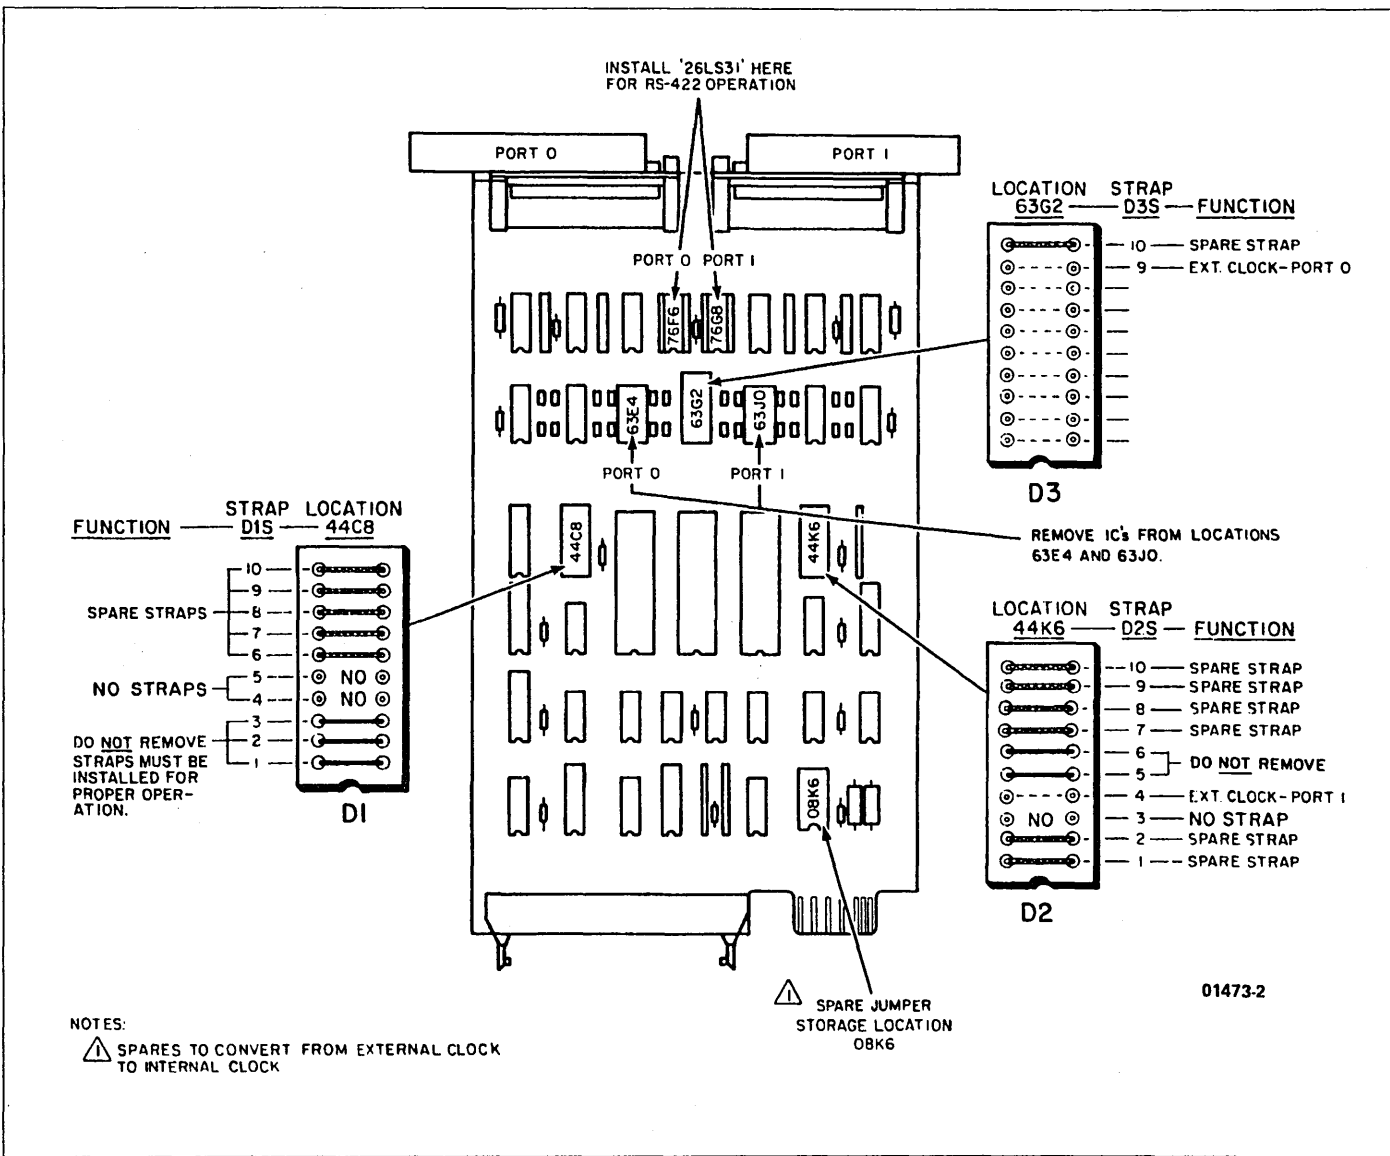 INSTALL '26LS31' HERE
FOR RS-422 OPERATION
PORT 0
PORT 1
PORT 0 PORT 1
76F6
76G8
63E4
63G2
63J0
PORT 0
PORT 1
44C8
44K6
08K6
LOCATION STRAP
63G2 D3S FUNCTION
10 SPARE STRAP
9 EXT. CLOCK-PORT 0
D3
REMOVE IC's FROM LOCATIONS
63E4 AND 63J0.
STRAP LOCATION
FUNCTION D1S 44C8
10
9
SPARE STRAPS 8
7
6
5 NO
NO STRAPS
4 NO
3
DO NOT REMOVE 2
STRAPS MUST BE
INSTALLED FOR 1
PROPER OPER-
ATION.
D1
LOCATION STRAP
44K6 D2S FUNCTION
10 SPARE STRAP
9 SPARE STRAP
8 SPARE STRAP
7 SPARE STRAP
6
DO NOT REMOVE
5
4 EXT. CLOCK-PORT 1
NO 3 NO STRAP
2 SPARE STRAP
1 SPARE STRAP
D2
01473-2
1 SPARE JUMPER
STORAGE LOCATION
08K6
NOTES:
1 SPARES TO CONVERT FROM EXTERNAL CLOCK
TO INTERNAL CLOCK